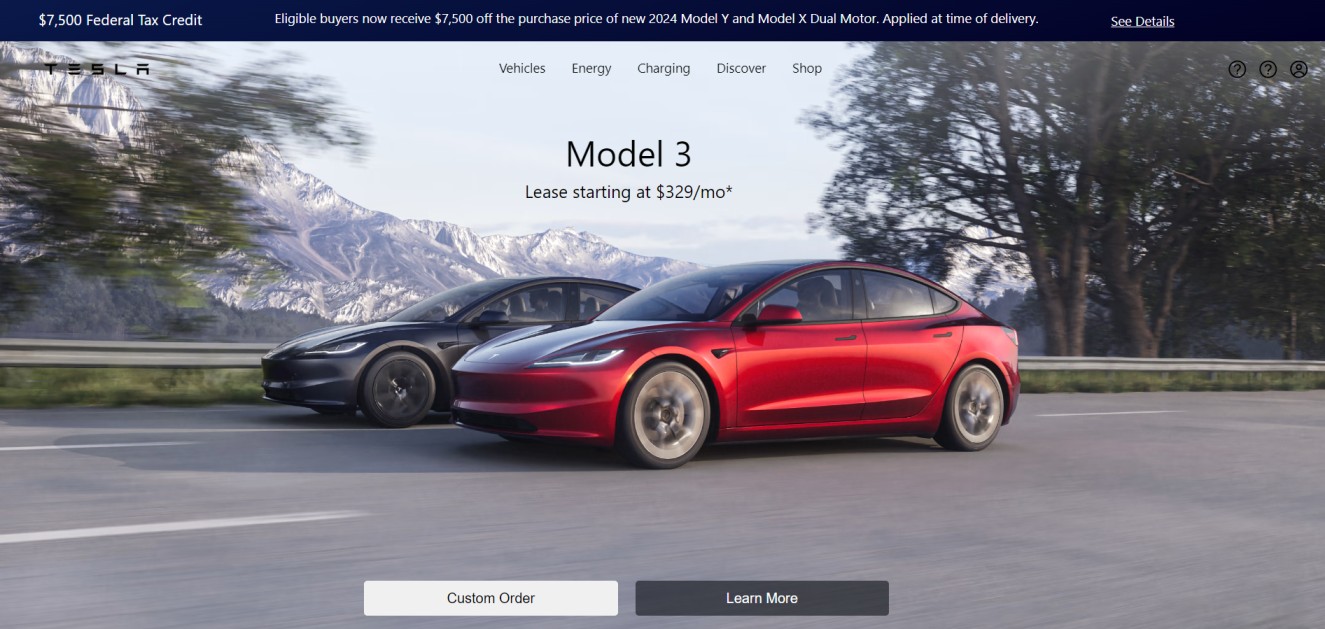 $7,500 Federal Tax Credit
Eligible buyers now receive $7,500 off the purchase price of new 2024 Model Y and Model X Dual Motor. Applied at time of delivery.
See Details
TESLA
Vehicles
Energy
Charging
Discover
Shop
Model 3
Lease starting at $329/mo*
Custom Order
Learn More